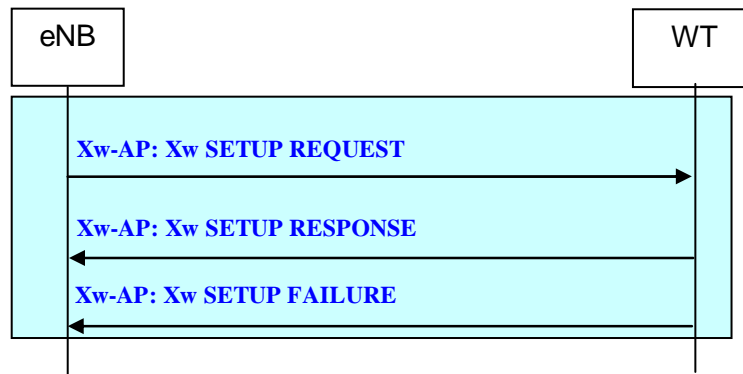 eNB
WT
Xw-AP: Xw SETUP REQUEST
Xw-AP: Xw SETUP RESPONSE
Xw-AP: Xw SETUP FAILURE